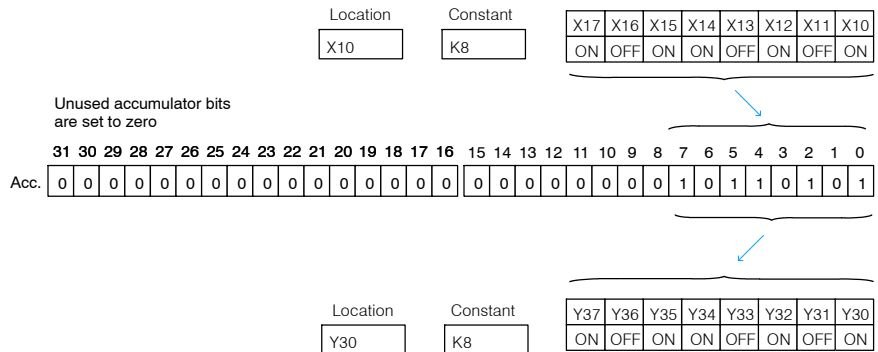 Location Constant
X10 K8
X17 X16 X15 X14 X13 X12 X11 X10
ON OFF ON ON OFF ON OFF ON
Unused accumulator bits
are set to zero
31 30 29 28 27 26 25 24 23 22 21 20 19 18 17 16 15 14 13 12 11 10 9 8 7 6 5 4 3 2 1 0
Acc. 0 0 0 0 0 0 0 0 0 0 0 0 0 0 0 0 0 0 0 0 0 0 0 0 1 0 1 1 0 1 0 1
Location Constant
Y30 K8
Y37 Y36 Y35 Y34 Y33 Y32 Y31 Y30
ON OFF ON ON OFF ON OFF ON